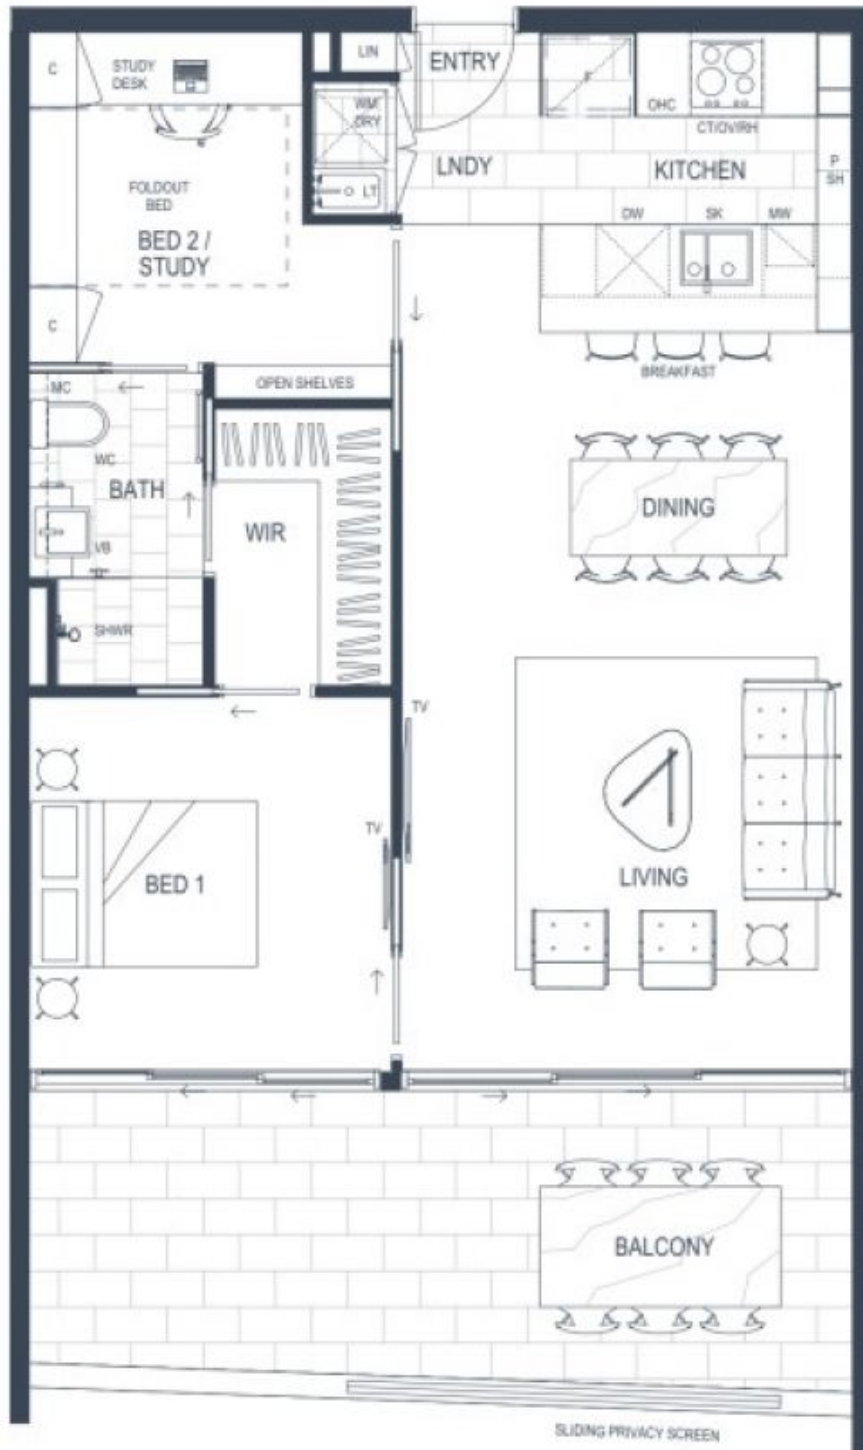 LIN
ENTRY
C
STUDY
DESK
WM/
DRY
F
OHC
CT/OV/RH
LNDY
KITCHEN
P
SH
LT
FOLDOUT
BED
BED 2 /
STUDY
DW
SK
MW
C
OPEN SHELVES
BREAKFAST
MC
WC
BATH
VB
WIR
DINING
SHWR
TV
TV
BED 1
LIVING
BALCONY
SLIDING PRIVACY SCREEN